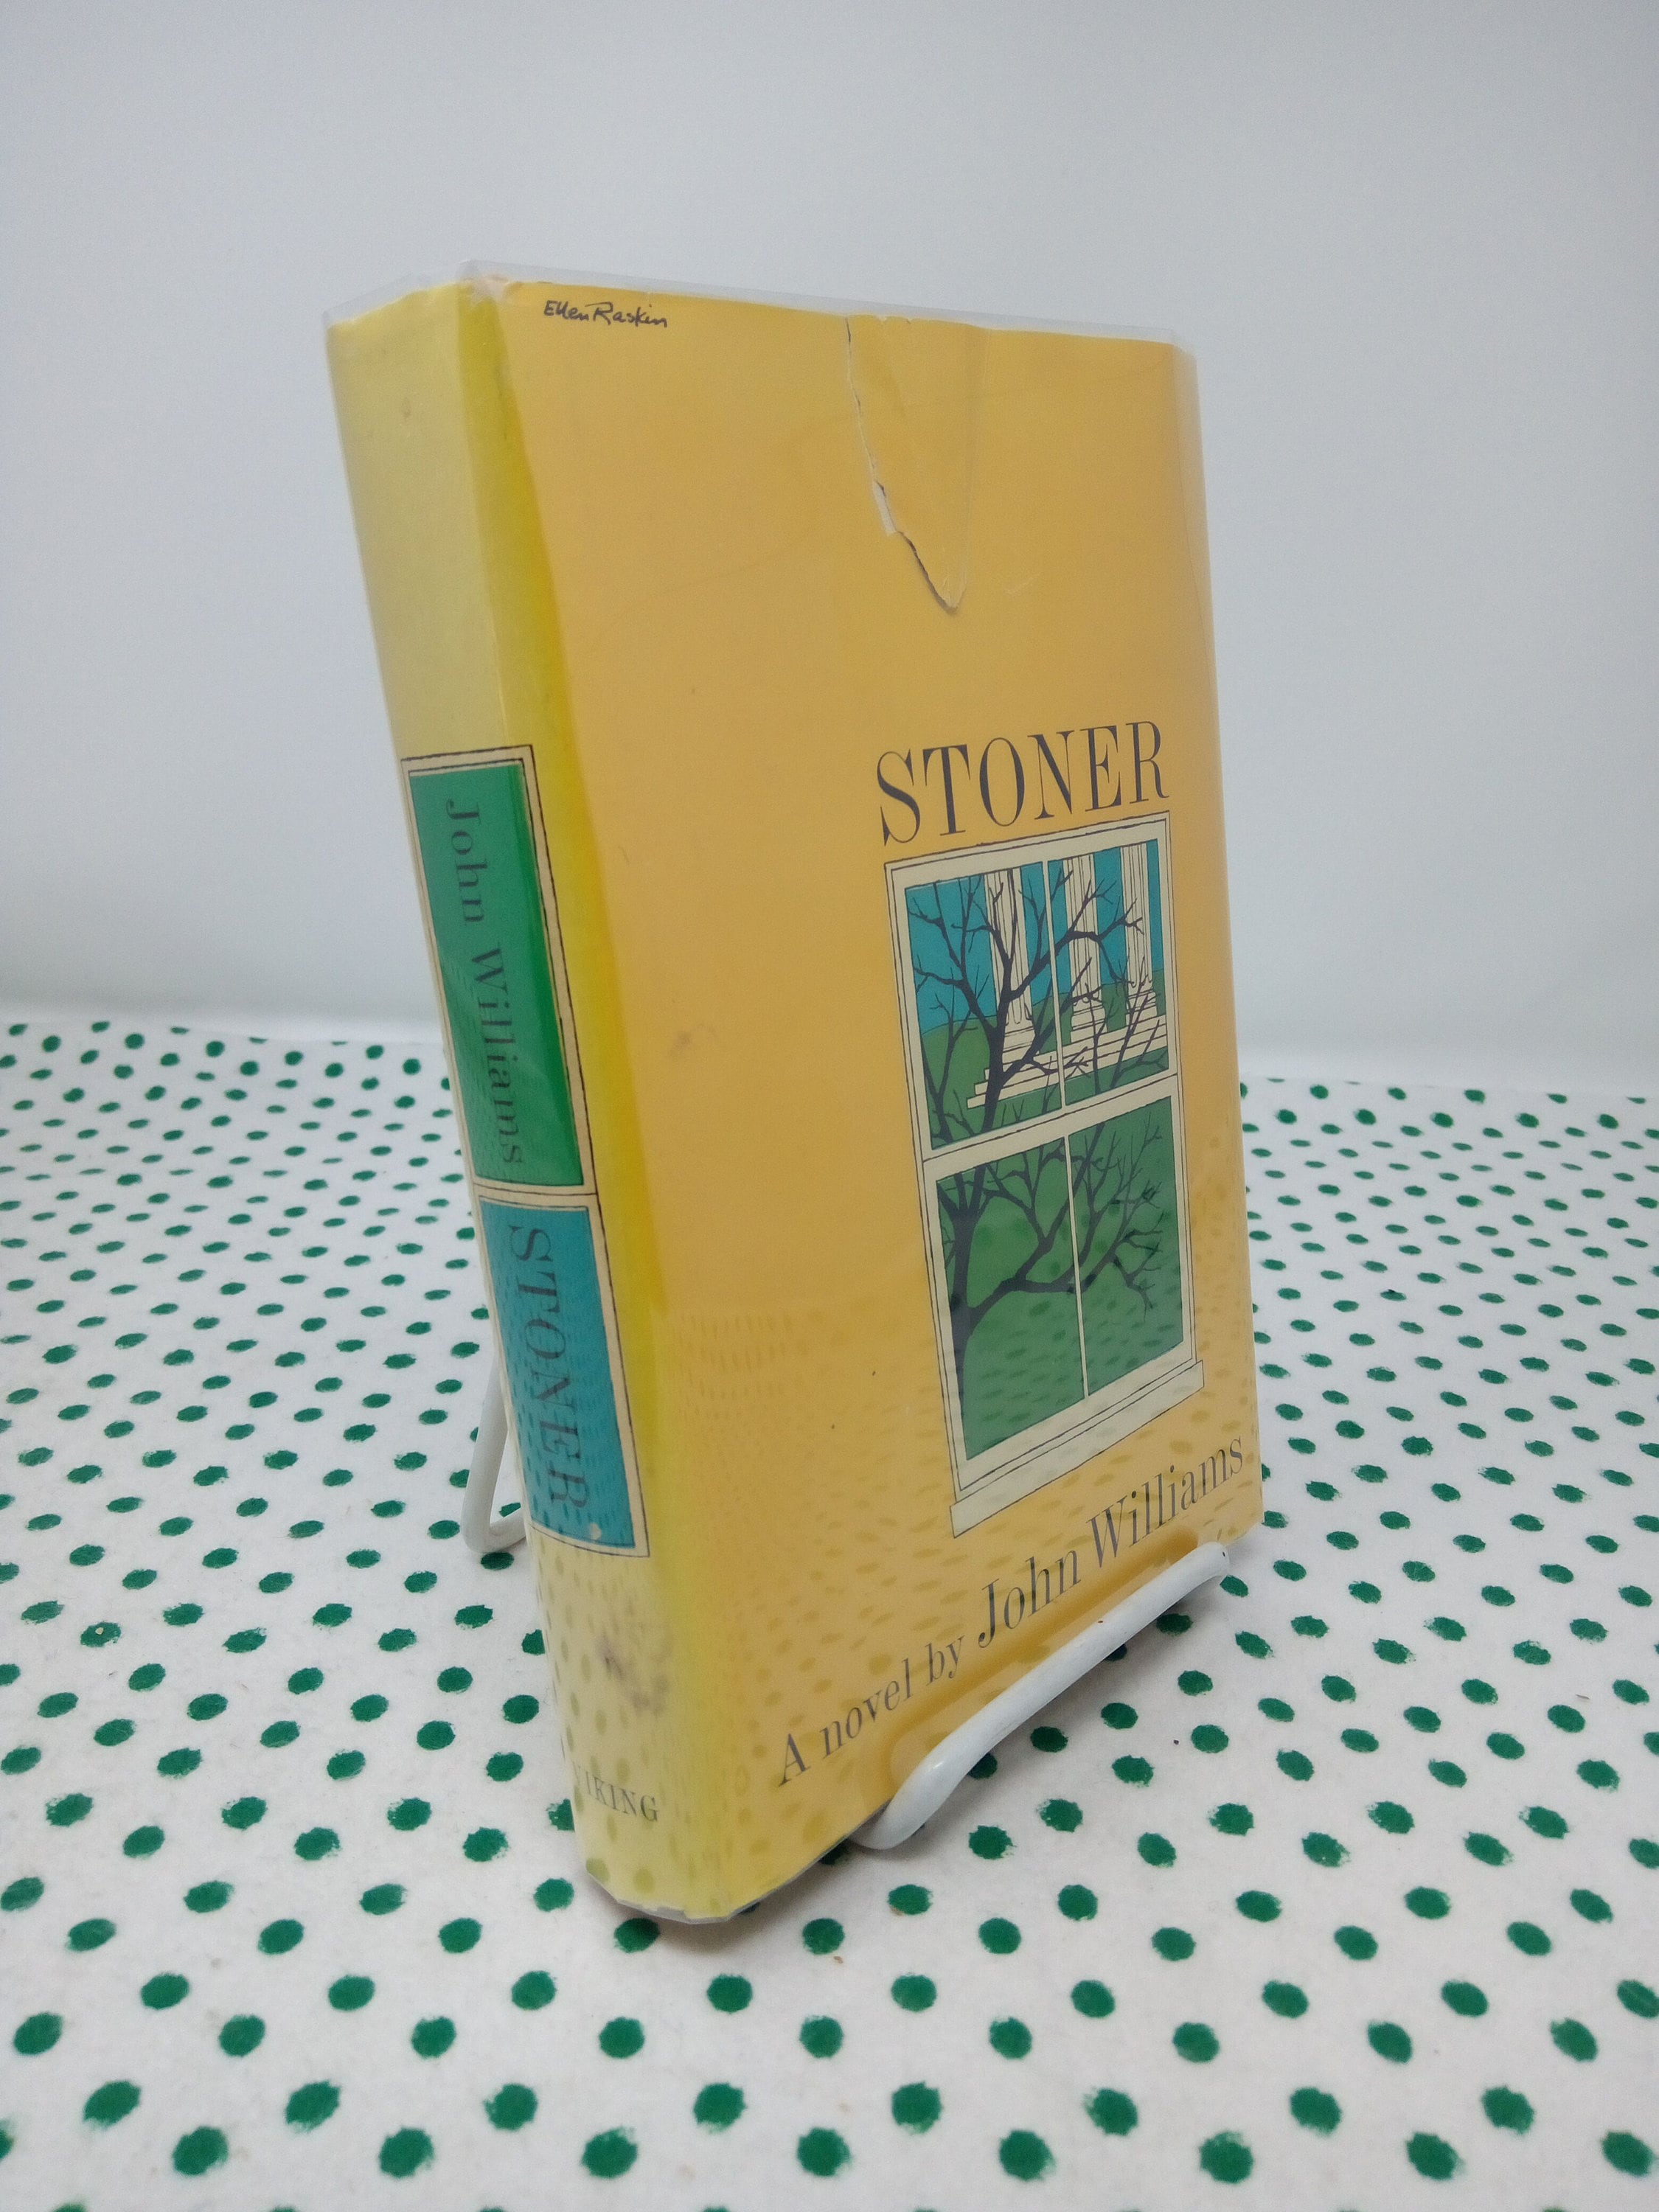 Ellen Raskin
STONER
A novel by John Williams
John Williams
STONER
VIKING